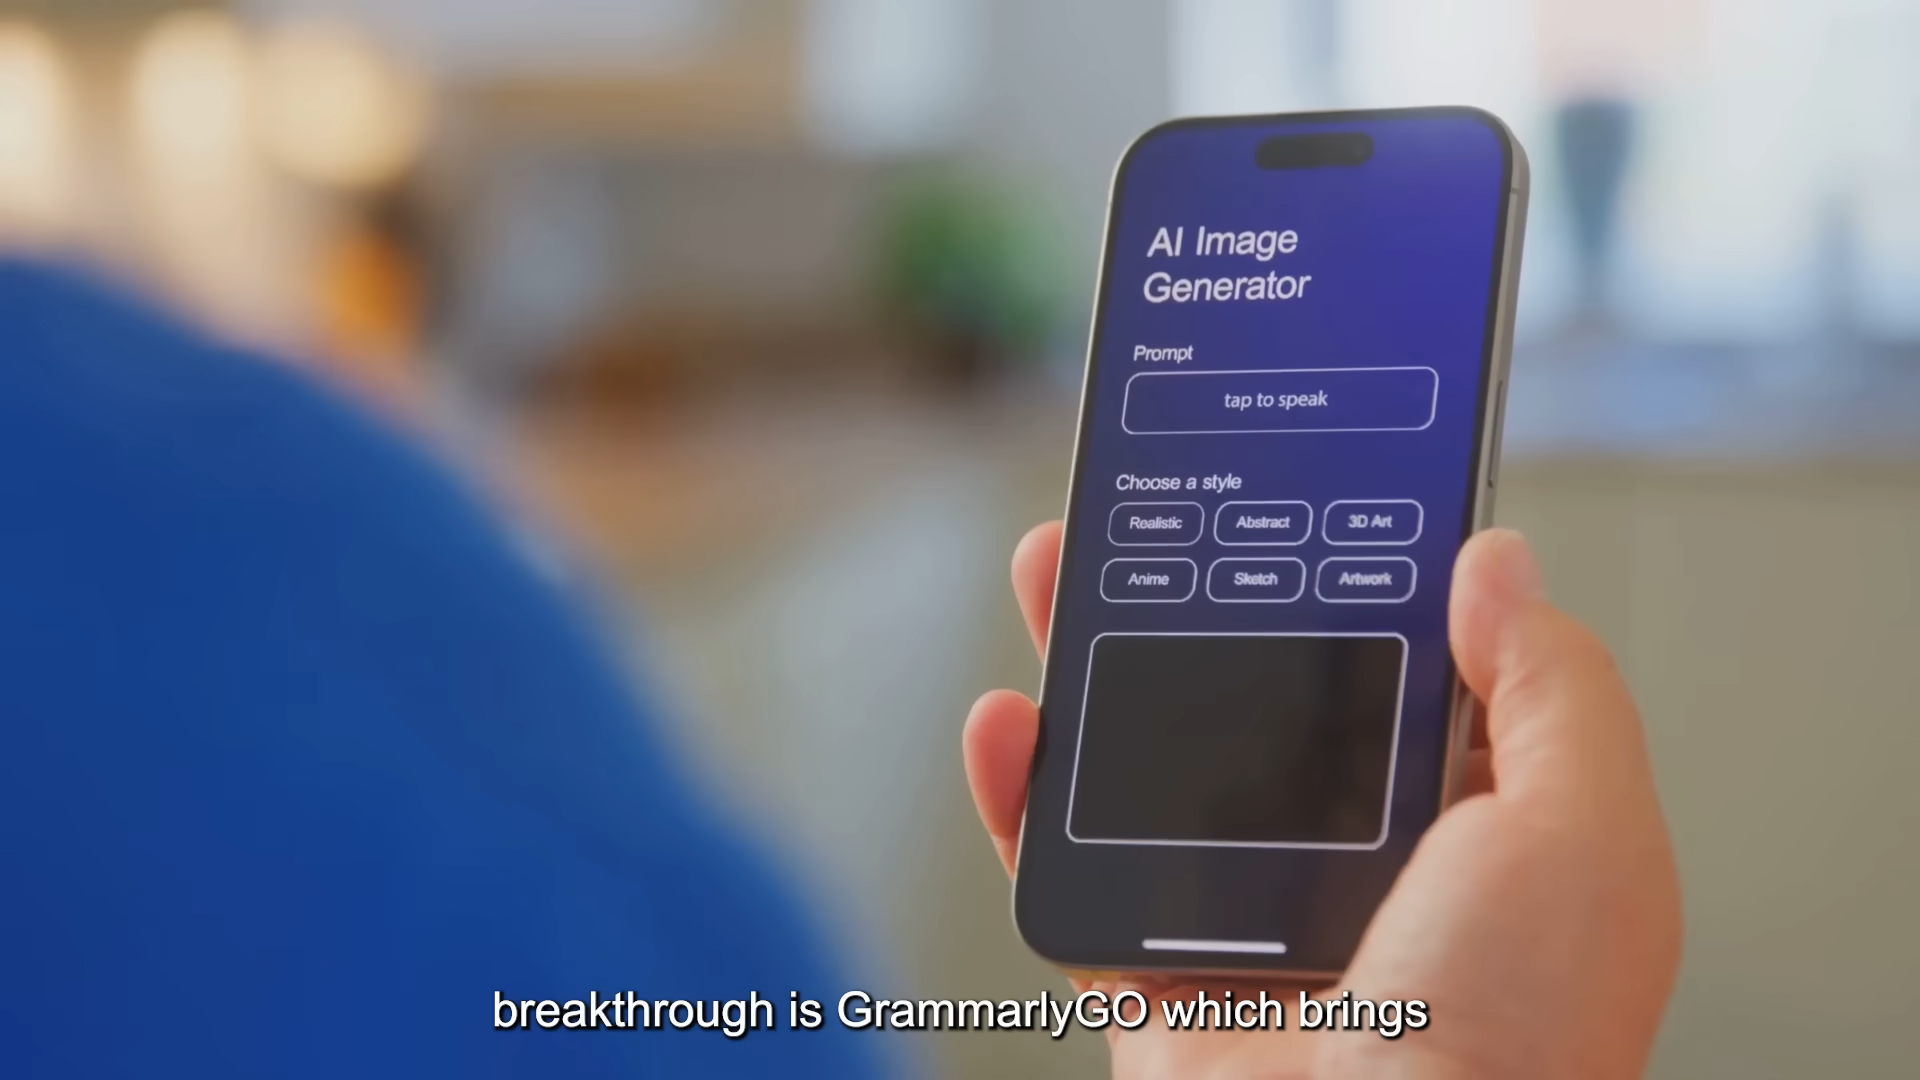 AI Image
Generator
Prompt
tap to speak
Choose a style
Realistic Abstract 3D Art
Anime Sketch Artwork
breakthrough is GrammarlyGO which brings